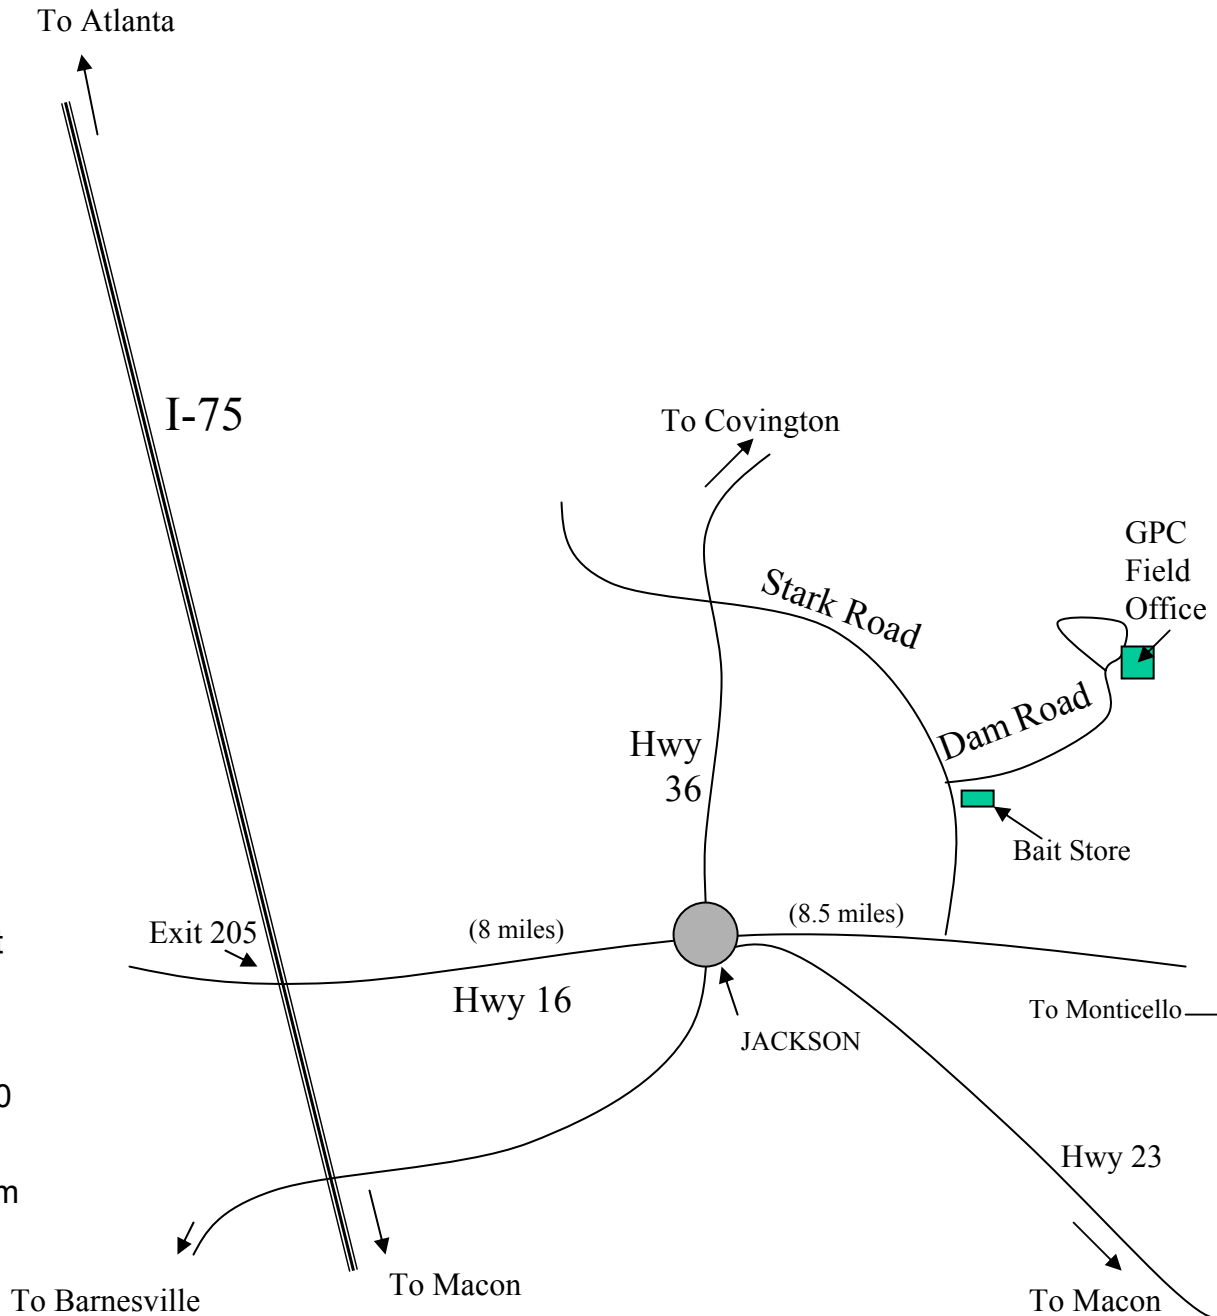 To Atlanta
I-75
To Covington
GPC
Field
Office
Stark Road
Dam Road
Hwy
36
Bait Store
(8.5 miles)
Exit 205
(8 miles)
t
Hwy 16
To Monticello
JACKSON
0
Hwy 23
m
To Macon
To Barnesville
To Macon